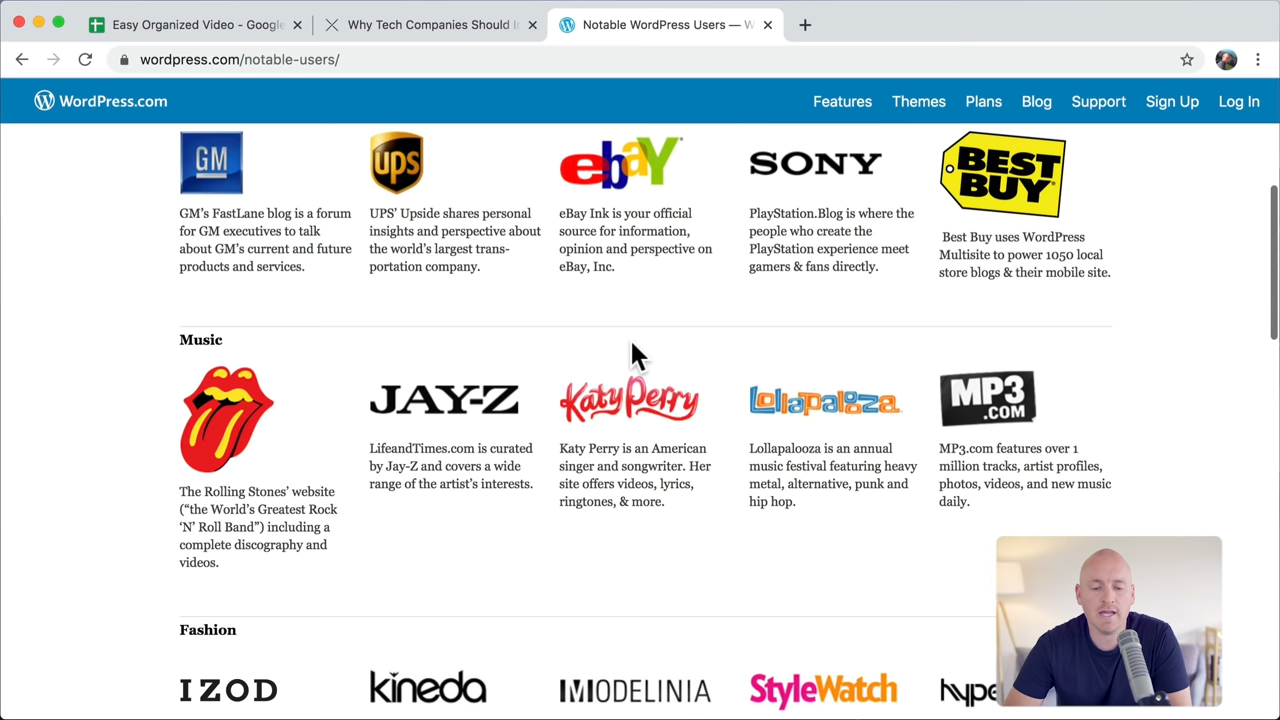 Easy Organized Video - Google
Why Tech Companies Should I
Notable WordPress Users — W
wordpress.com/notable-users/
WordPress.com
Features
Themes
Plans
Blog
Support
Sign Up
Log In
GM
GM’s FastLane blog is a forum
for GM executives to talk
about GM’s current and future
products and services.
ups
UPS’ Upside shares personal
insights and perspective about
the world’s largest trans-
portation company.
ebaY
eBay Ink is your official
source for information,
opinion and perspective on
eBay, Inc.
SONY
PlayStation.Blog is where the
people who create the
PlayStation experience meet
gamers & fans directly.
BEST
BUY
Best Buy uses WordPress
Multisite to power 1050 local
store blogs & their mobile site.
Music
The Rolling Stones’ website
(“the World’s Greatest Rock
‘N’ Roll Band”) including a
complete discography and
videos.
JAY-Z
LifeandTimes.com is curated
by Jay-Z and covers a wide
range of the artist’s interests.
Katy Perry
Katy Perry is an American
singer and songwriter. Her
site offers videos, lyrics,
ringtones, & more.
Lollapalooza
Lollapalooza is an annual
music festival featuring heavy
metal, alternative, punk and
hip hop.
MP3
.COM
MP3.com features over 1
million tracks, artist profiles,
photos, videos, and new music
daily.
Fashion
IZOD
kineda
MODELINIA
StyleWatch
hype